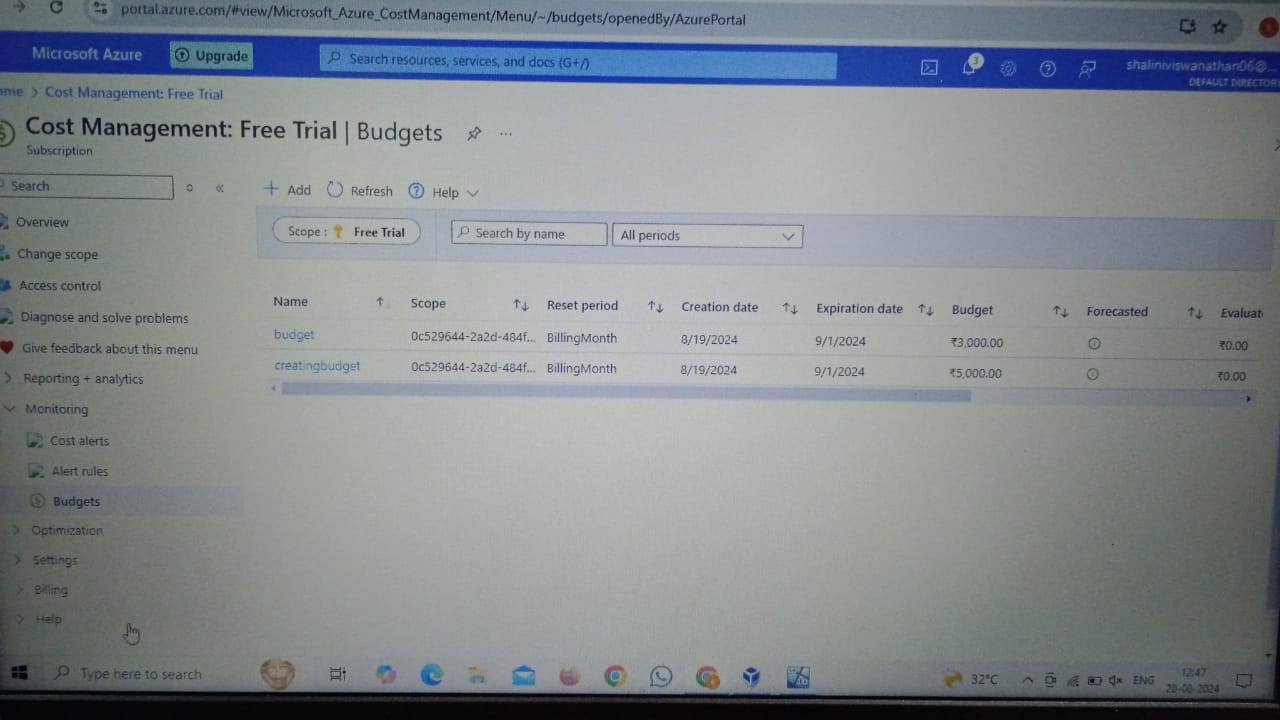 portal.azure.com/#view/Microsoft_Azure_CostManagement/Menu/~/budgets/openedBy/AzurePortal
Microsoft Azure
Upgrade
Search resources, services, and docs (G+/)
3
shaliniviswanathan06@...
DEFAULT DIRECTORY
ome > Cost Management: Free Trial
Cost Management: Free Trial | Budgets
...
Subscription
Search
«
+ Add
Refresh
Help
Scope : Free Trial
Search by name
All periods
Overview
Change scope
Access control
Diagnose and solve problems
Give feedback about this menu
Reporting + analytics
Monitoring
Cost alerts
Alert rules
Budgets
Optimization
Settings
Billing
Help
Name ↑ Scope ↑↓ Reset period ↑↓ Creation date ↑↓ Expiration date ↑↓ Budget ↑↓ Forecasted ↑↓ Evaluat
budget 0c529644-2a2d-484f... BillingMonth 8/19/2024 9/1/2024 ₹3,000.00 ₹0.00
creatingbudget 0c529644-2a2d-484f... BillingMonth 8/19/2024 9/1/2024 ₹5,000.00 ₹0.00
Type here to search
32°C
ENG
12:47
20-08-2024